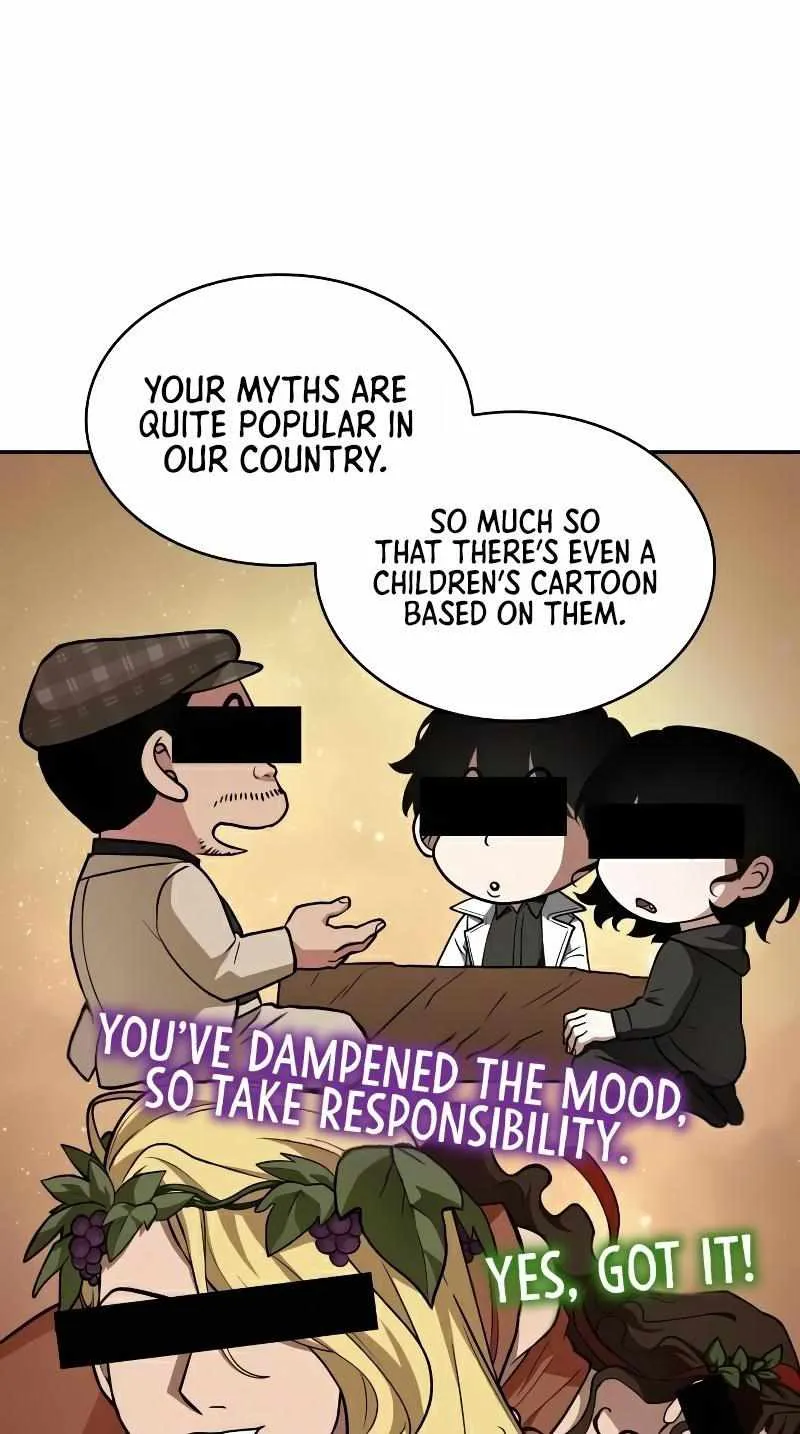 YOUR MYTHS ARE
QUITE POPULAR IN
OUR COUNTRY.
SO MUCH SO
THAT THERE'S EVEN A
CHILDREN'S CARTOON
BASED ON THEM.
YOU'VE DAMPENED THE MOOD,
SO TAKE RESPONSIBILITY.
YES, GOT IT!